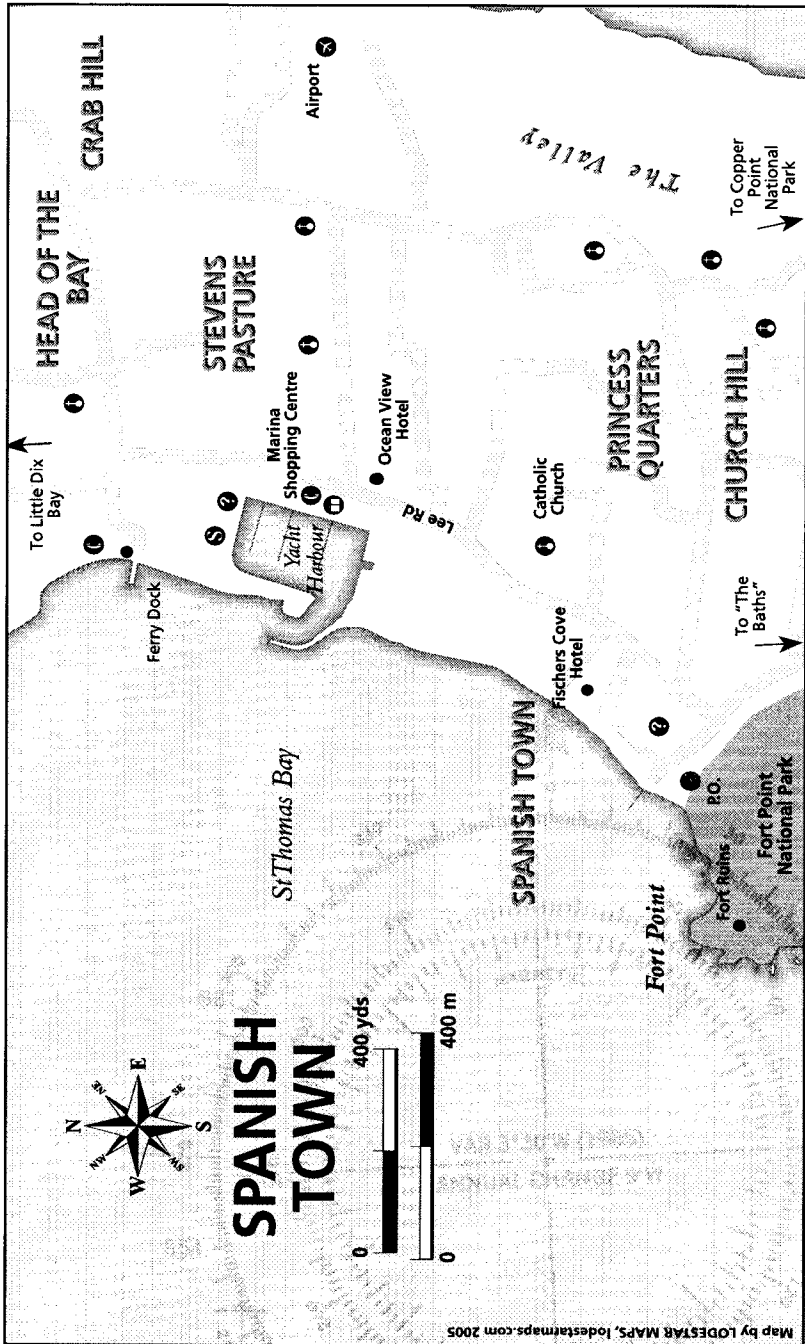 SPANISH
TOWN
N
NE
E
SE
S
SW
W
NW
0
400 yds
0
400 m
To Little Dix
Bay
HEAD OF THE
BAY
CRAB HILL
Ferry Dock
$
?
STEVENS
PASTURE
Airport
Marina
Shopping Centre
Yacht
Harbour
St Thomas Bay
Ocean View
Hotel
Lee Rd
The Valley
SPANISH TOWN
Catholic
Church
Fischers Cove
Hotel
PRINCESS
QUARTERS
?
Fort Point
P.O.
Fort Ruins
Fort Point
National Park
To "The
Baths"
CHURCH HILL
To Copper
Point
National
Park
Map by LODESTAR MAPS, lodestarmaps.com 2005